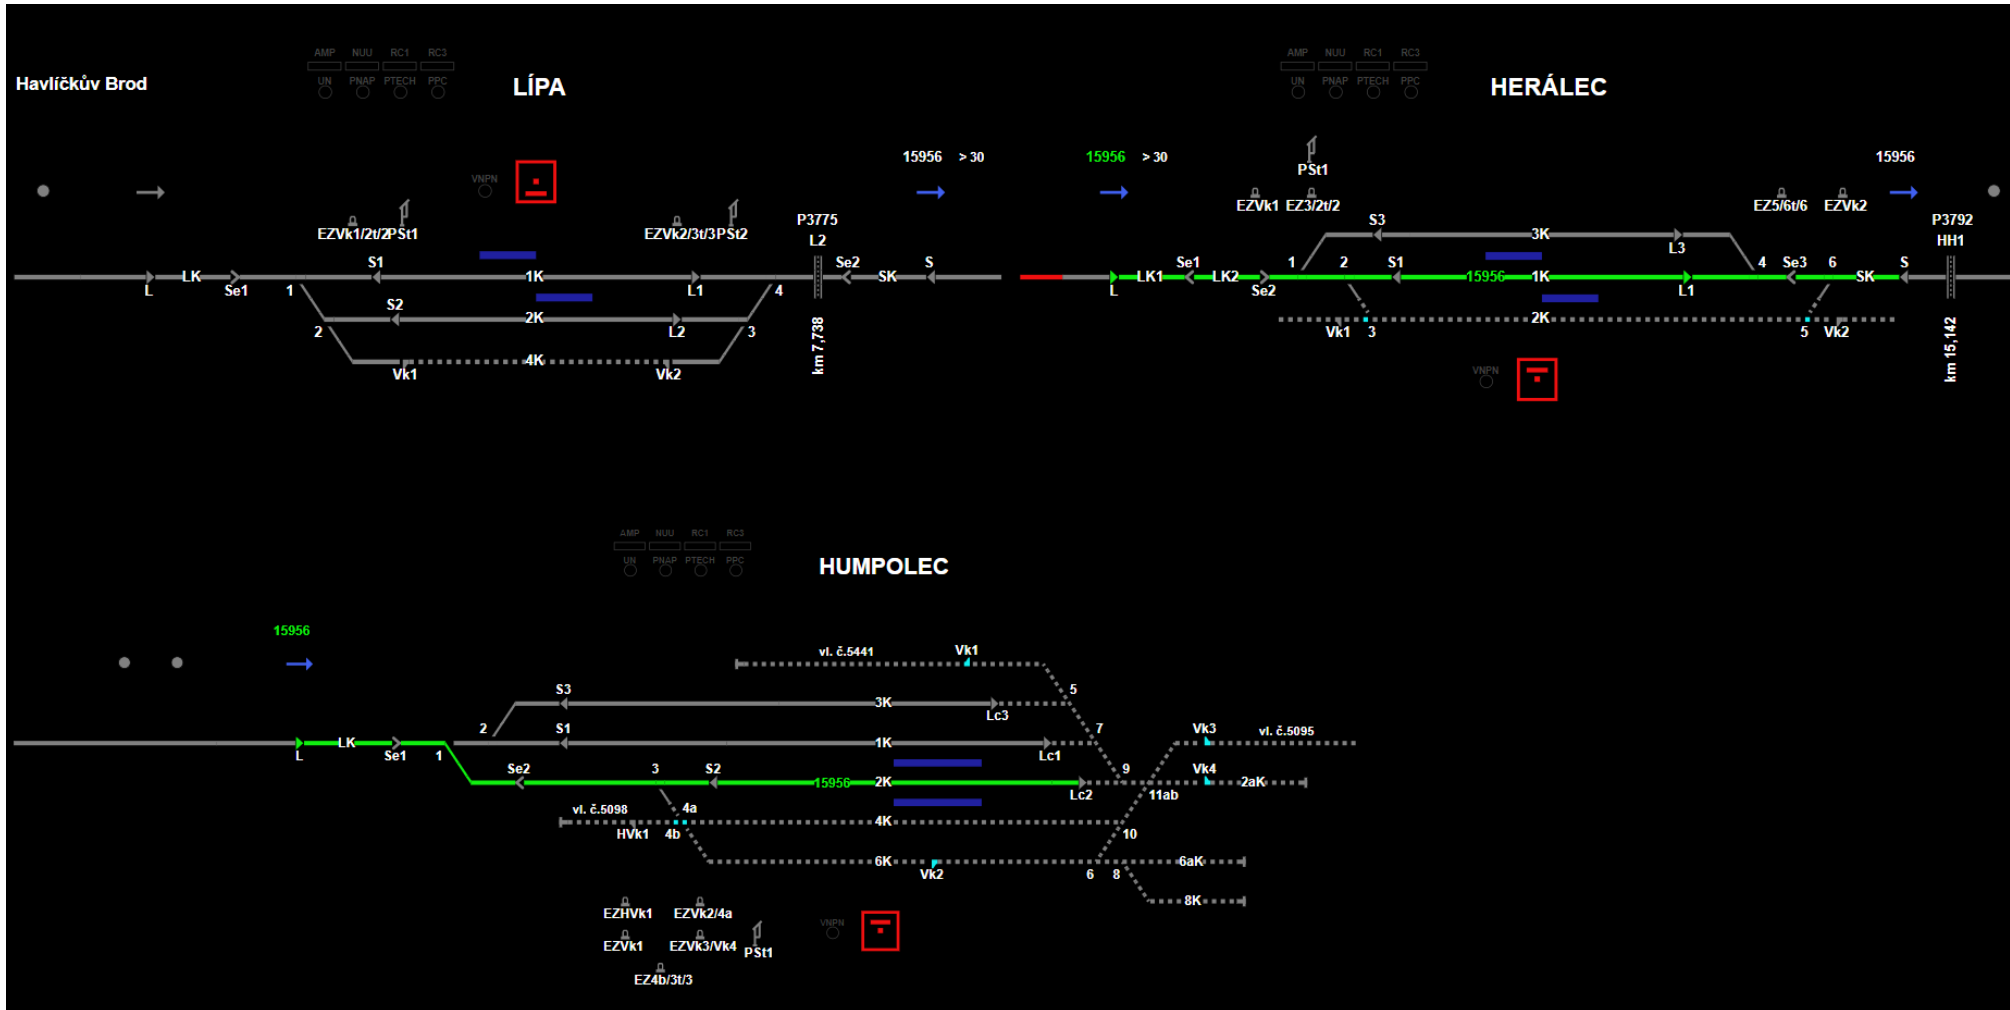 AMP NUU RC1 RC3
AMP NUU RC1 RC3
Havlíčkův Brod
UN PNAP PTECH PPC
LÍPA
UN PNAP PTECH PPC
HERÁLEC
15956 > 30
15956 > 30
15956
PSt1
VNPN
EZVk1 EZ3/2t/2
EZ5/6t/6 EZVk2
EZVk1/2t/2 PSt1
EZVk2/3t/3 PSt2
P3775
L2
S3 3K L3
P3792
HH1
L LK Se1 1 S1 1K L1 4 Se2 SK S
L LK1 Se1 LK2 Se2 1 2 S1 15956 1K L1 4 Se3 6 SK S
2 S2 2K L2 3
Vk1 3 2K 5 Vk2
Vk1 4K Vk2
km 7,738
km 15,142
VNPN
AMP NUU RC1 RC3
UN PNAP PTECH PPC
HUMPOLEC
15956
vl. č.5441 Vk1
S3 3K Lc3 5
2 S1 1K Lc1 7 Vk3 vl. č.5095
L LK Se1 1
Se2 3 S2 15956 2K Lc2 9 11ab Vk4 2aK
vl. č.5098 HVk1 4a 4b 4K 10
6K Vk2 6 8 6aK
8K
EZHVk1 EZVk2/4a
VNPN
EZVk1 EZVk3/Vk4 PSt1
EZ4b/3t/3